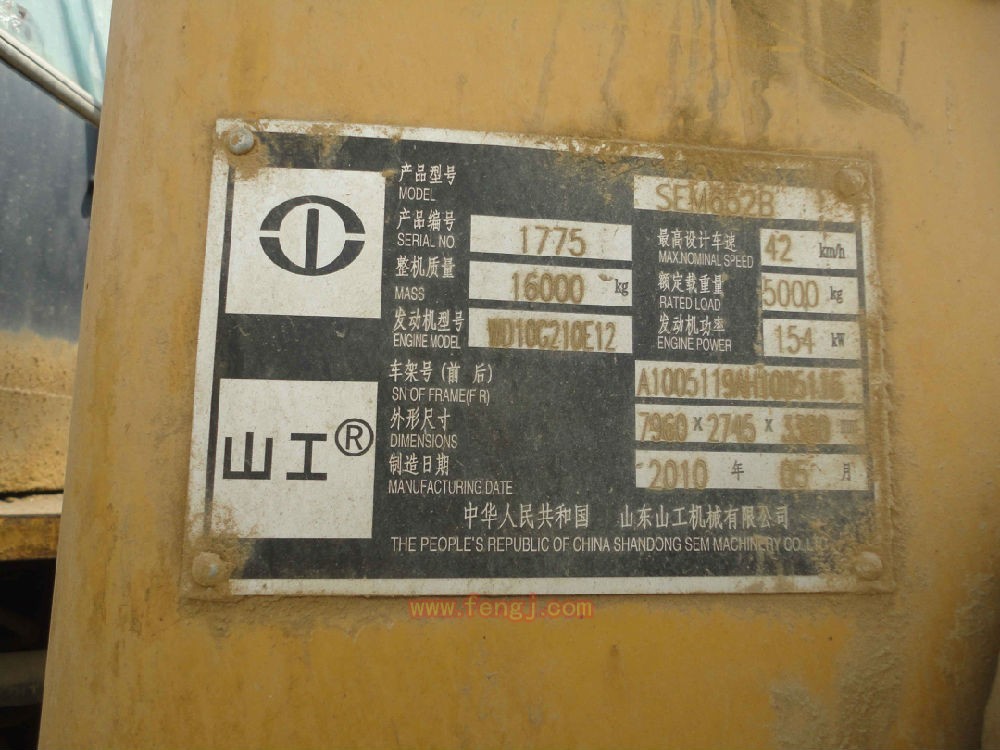 产品型号 SEM652B
MODEL
产品编号 1775 最高设计车速 42 km/h
SERIAL NO MAX.NOMINAL SPEED
整机质量 16000 kg 额定载重量 5000 kg
MASS RATED LOAD
发动机型号 WD10G210E12 发动机功率 154 kW
ENGINE MODEL ENGINE POWER
车架号(前 后)
SN OF FRAME(F R)
外形尺寸 7960 × 2745 ×
DIMENSIONS
制造日期 2010 年 05 月
MANUFACTURING DATE
山工®
中华人民共和国 山东山工机械有限公司
THE PEOPLE'S REPUBLIC OF CHINA SHANDONG SEM MACHINERY CO.,LTD
www.fengj.com